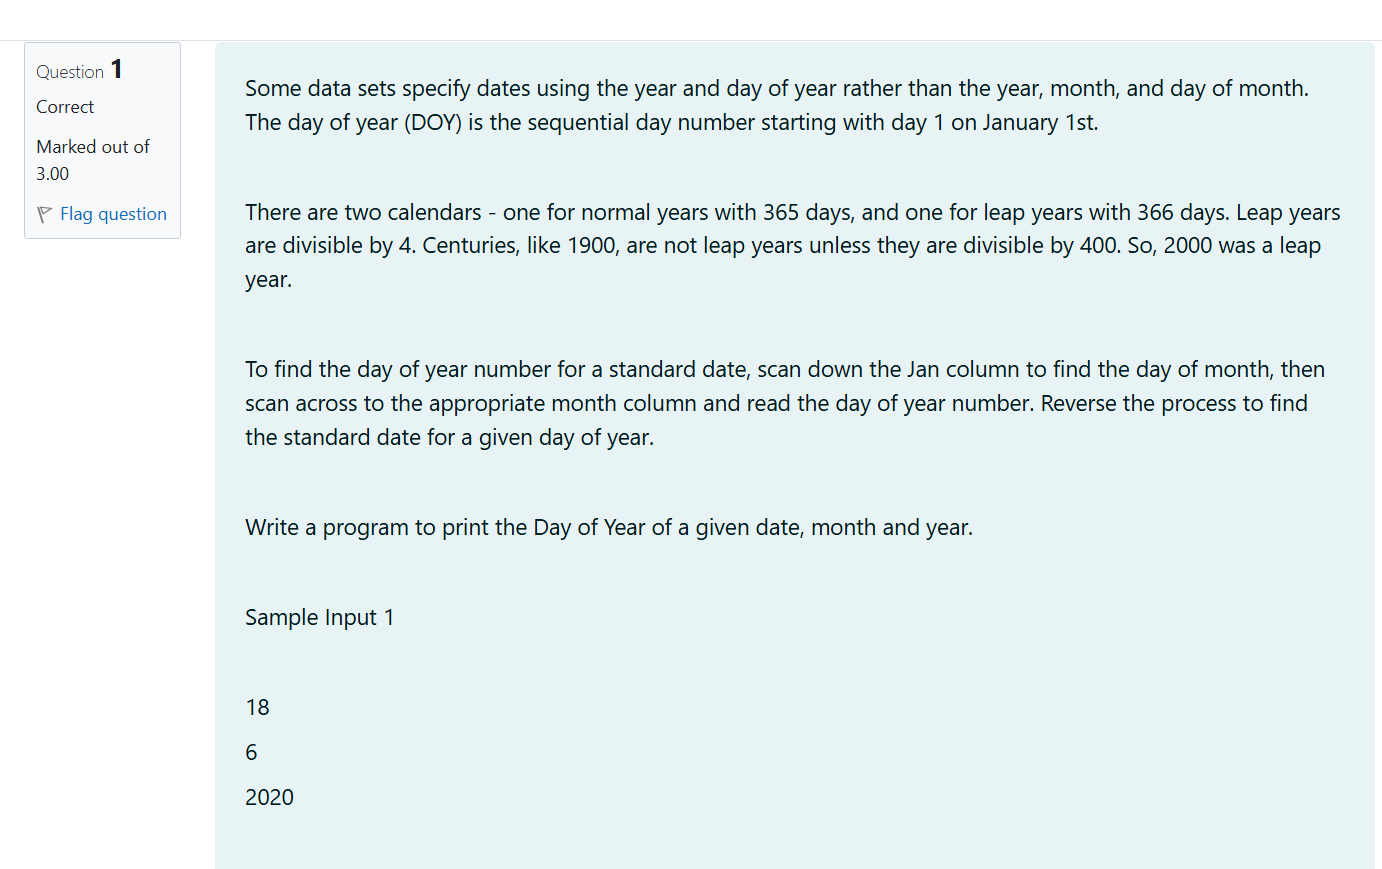 Question 1
Correct
Marked out of
3.00
Flag question
Some data sets specify dates using the year and day of year rather than the year, month, and day of month.
The day of year (DOY) is the sequential day number starting with day 1 on January 1st.
There are two calendars - one for normal years with 365 days, and one for leap years with 366 days. Leap years
are divisible by 4. Centuries, like 1900, are not leap years unless they are divisible by 400. So, 2000 was a leap
year.
To find the day of year number for a standard date, scan down the Jan column to find the day of month, then
scan across to the appropriate month column and read the day of year number. Reverse the process to find
the standard date for a given day of year.
Write a program to print the Day of Year of a given date, month and year.
Sample Input 1
18
6
2020